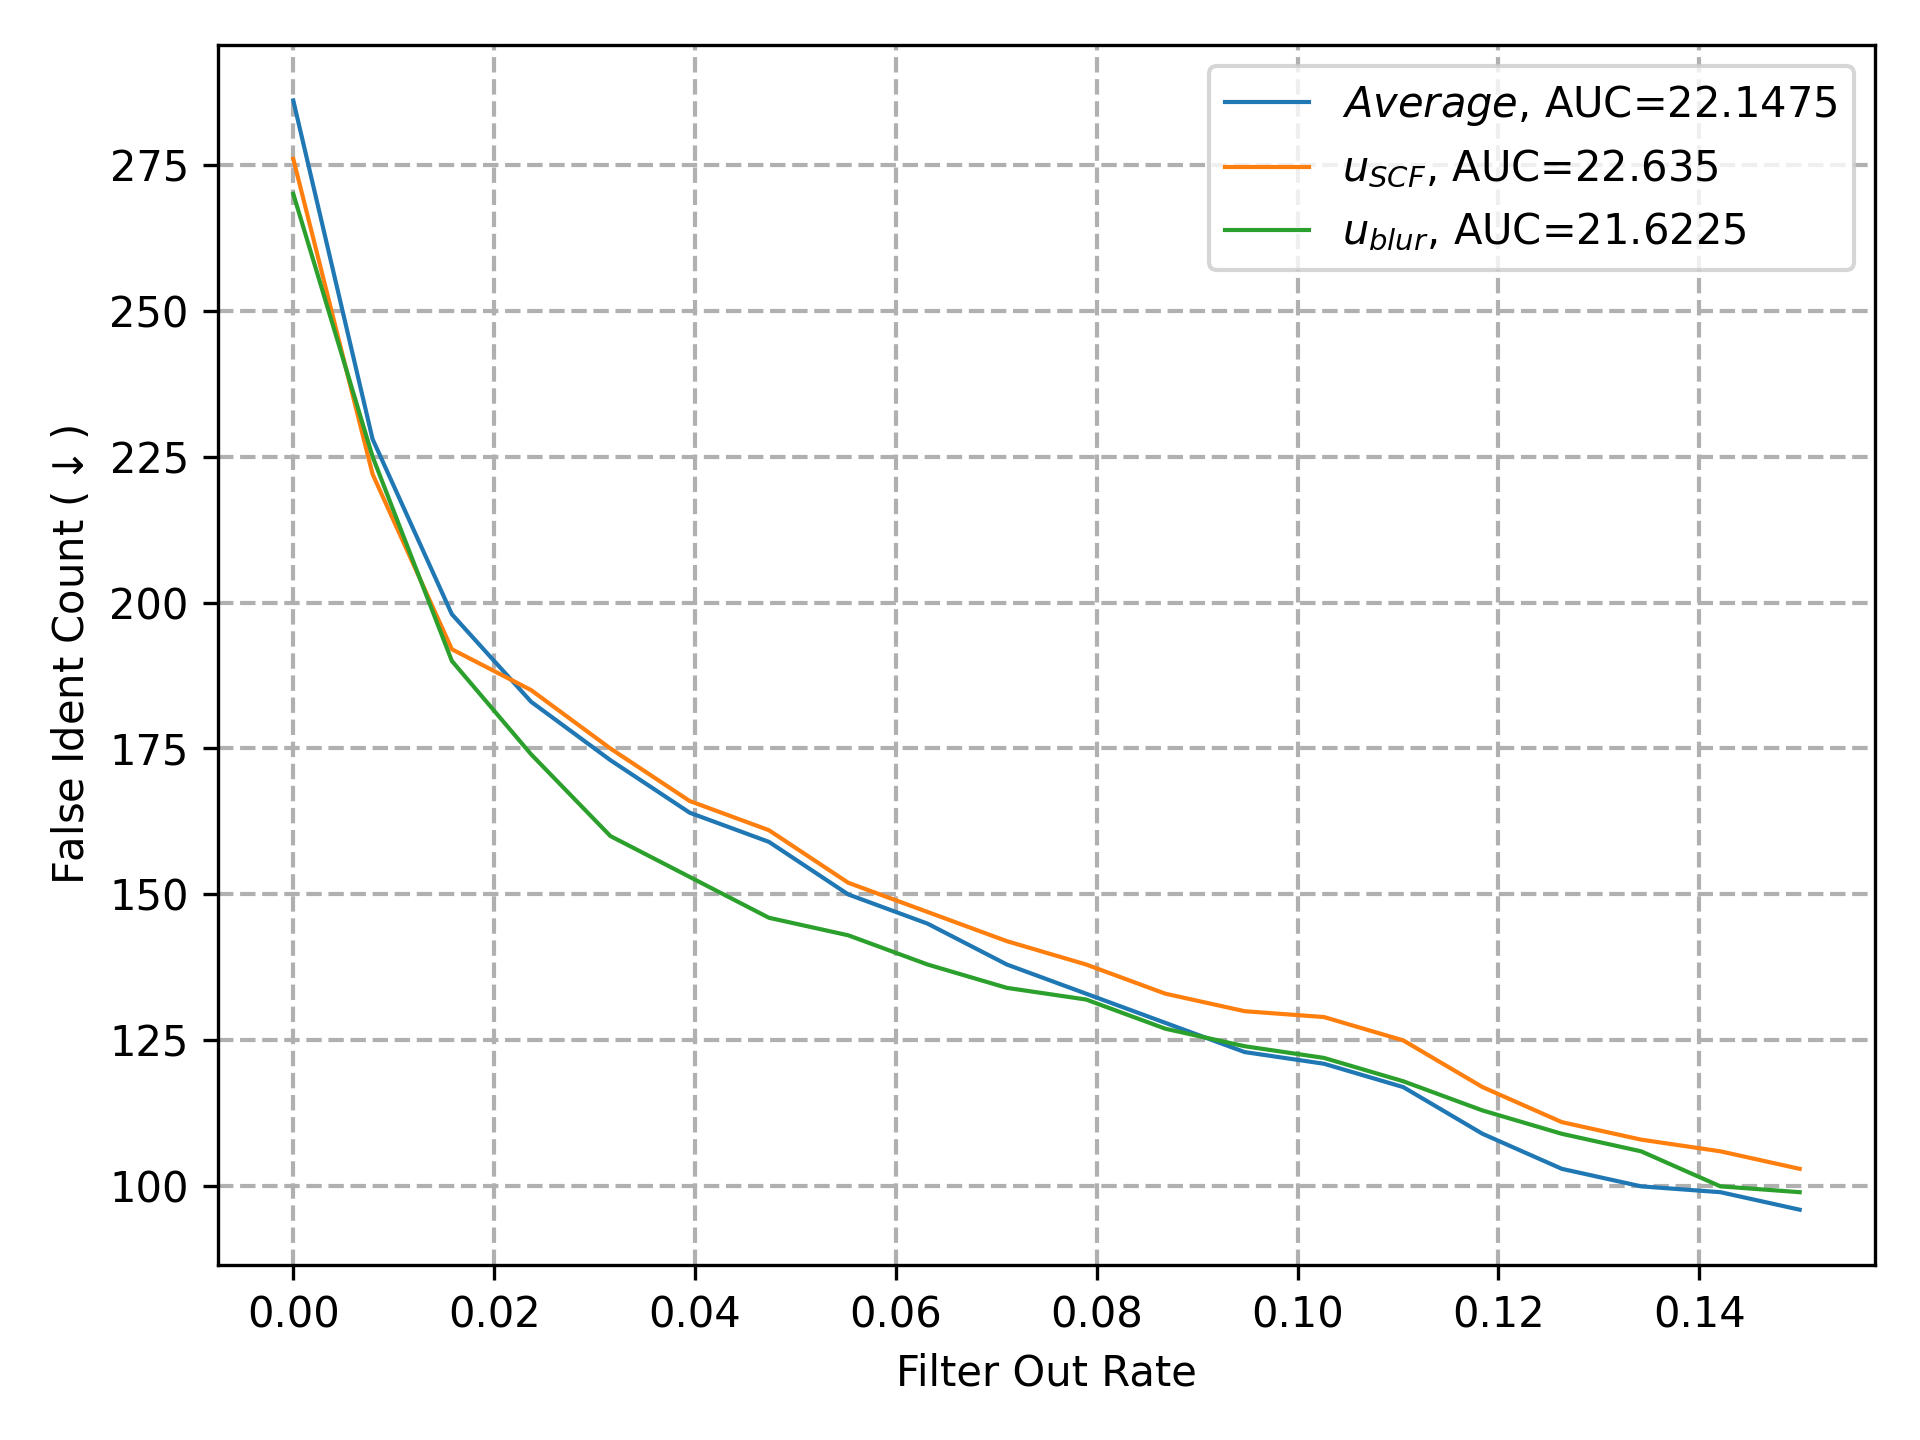 Average, AUC=22.1475
u_SCF, AUC=22.635
u_blur, AUC=21.6225
False Ident Count (↓)
275
250
225
200
175
150
125
100
0.00 0.02 0.04 0.06 0.08 0.10 0.12 0.14
Filter Out Rate